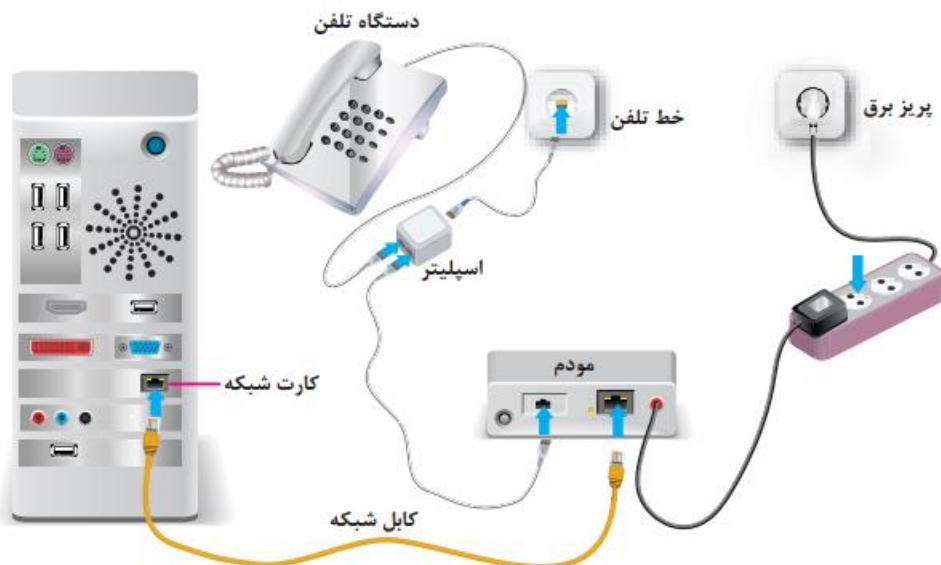 دستگاه تلفن
خط تلفن
پریز برق
اسپلیتر
مودم
کارت شبکه
کابل شبکه